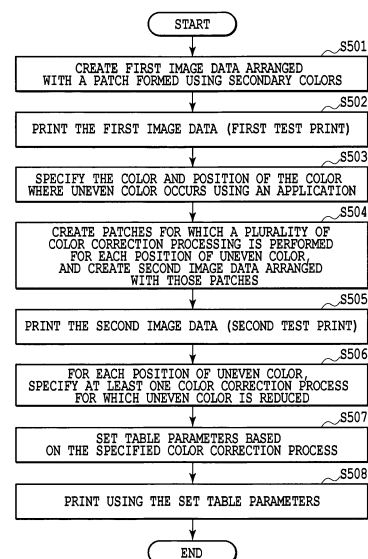 START
S501
CREATE FIRST IMAGE DATA ARRANGED
WITH A PATCH FORMED USING SECONDARY COLORS
S502
PRINT THE FIRST IMAGE DATA (FIRST TEST PRINT)
S503
SPECIFY THE COLOR AND POSITION OF THE COLOR
WHERE UNEVEN COLOR OCCURS USING AN APPLICATION
S504
CREATE PATCHES FOR WHICH A PLURALITY OF
COLOR CORRECTION PROCESSING IS PERFORMED
FOR EACH POSITION OF UNEVEN COLOR,
AND CREATE SECOND IMAGE DATA ARRANGED
WITH THOSE PATCHES
S505
PRINT THE SECOND IMAGE DATA (SECOND TEST PRINT)
S506
FOR EACH POSITION OF UNEVEN COLOR,
SPECIFY AT LEAST ONE COLOR CORRECTION PROCESS
FOR WHICH UNEVEN COLOR IS REDUCED
S507
SET TABLE PARAMETERS BASED
ON THE SPECIFIED COLOR CORRECTION PROCESS
S508
PRINT USING THE SET TABLE PARAMETERS
END